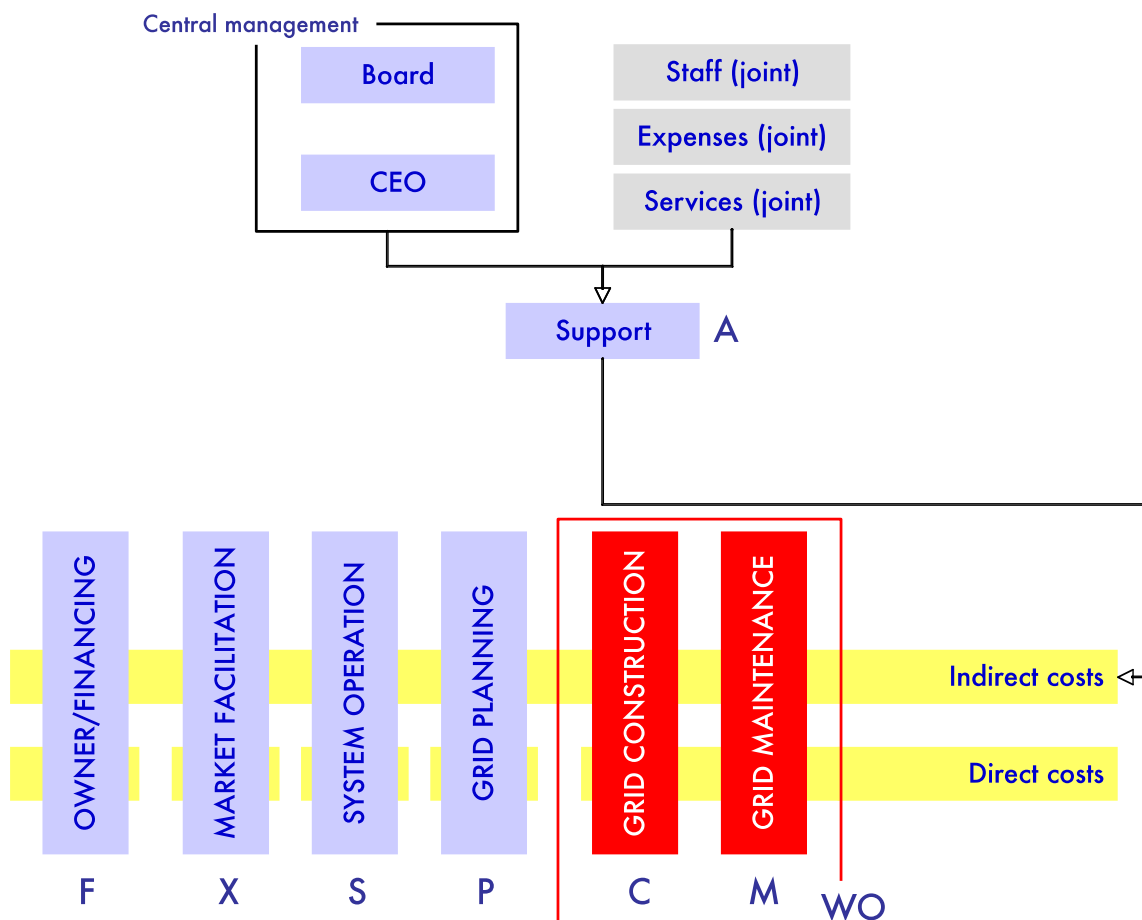 Central management
Board
CEO
Staff (joint)
Expenses (joint)
Services (joint)
Support
A
OWNER/FINANCING
MARKET FACILITATION
SYSTEM OPERATION
GRID PLANNING
GRID CONSTRUCTION
GRID MAINTENANCE
Indirect costs
Direct costs
F
X
S
P
C
M
WO